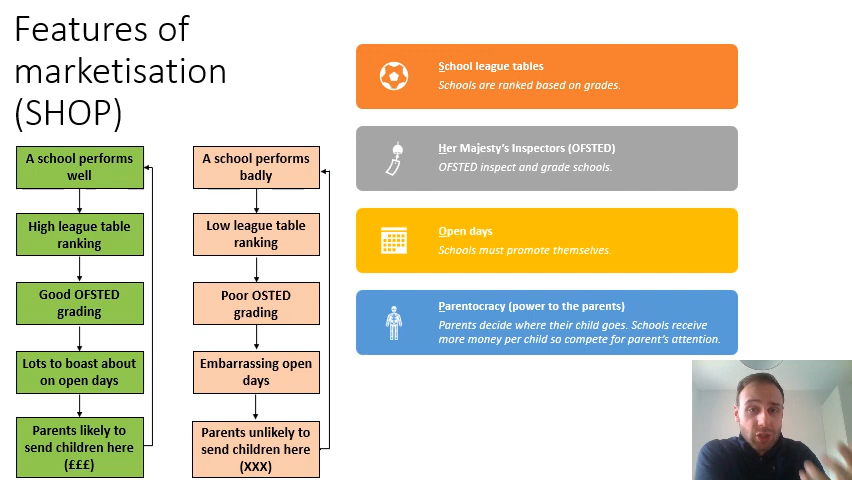 Features of
marketisation
(SHOP)
A school performs
well
High league table
ranking
Good OFSTED
grading
Lots to boast about
on open days
Parents likely to
send children here
(£££)
A school performs
badly
Low league table
ranking
Poor OSTED
grading
Embarrassing open
days
Parents unlikely to
send children here
(XXX)
School league tables
Schools are ranked based on grades.
Her Majesty's Inspectors (OFSTED)
OFSTED inspect and grade schools.
Open days
Schools must promote themselves.
Parentocracy (power to the parents)
Parents decide where their child goes. Schools receive
more money per child so compete for parent's attention.